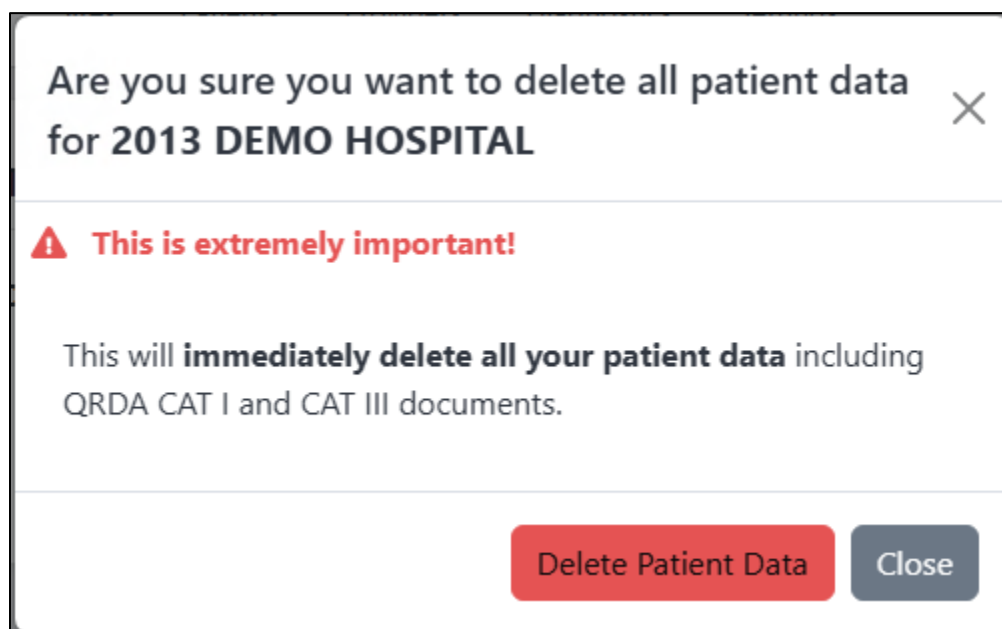 Are you sure you want to delete all patient data
for 2013 DEMO HOSPITAL
This is extremely important!
This will immediately delete all your patient data including
QRDA CAT I and CAT III documents.
Delete Patient Data
Close